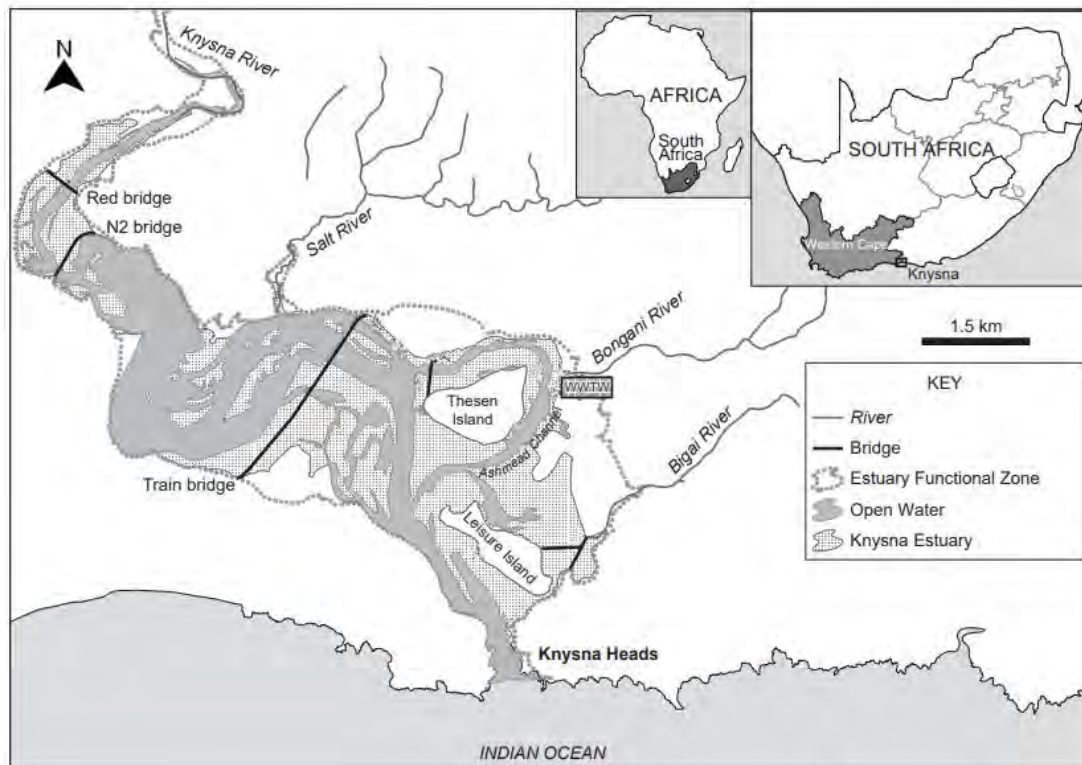 Knysna River
N
Red bridge
N2 bridge
Salt River
Bongani River
WWTW
Thesen
Island
Ashmead Channel
Bigai River
Train bridge
Leisure Island
Knysna Heads
INDIAN OCEAN
AFRICA
South
Africa
SOUTH AFRICA
Western Cape
Knysna
1.5 km
KEY
River
Bridge
Estuary Functional Zone
Open Water
Knysna Estuary